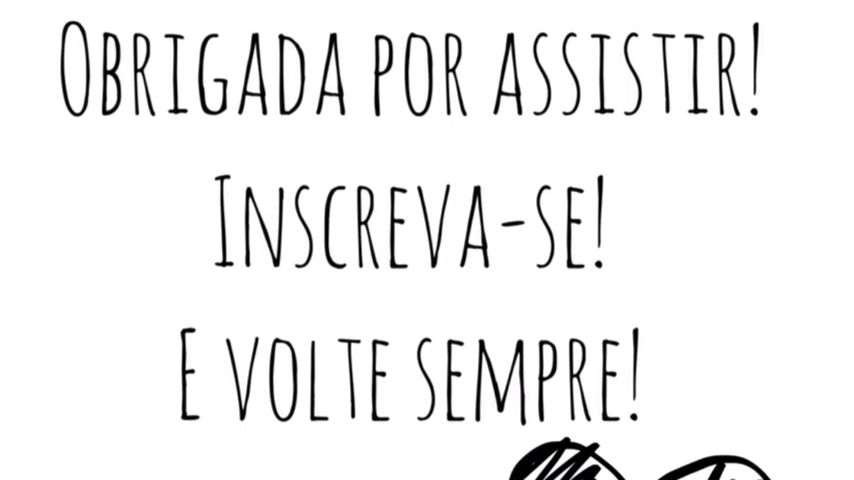 OBRIGADA POR ASSISTIR!
INSCREVA-SE!
E VOLTE SEMPRE!